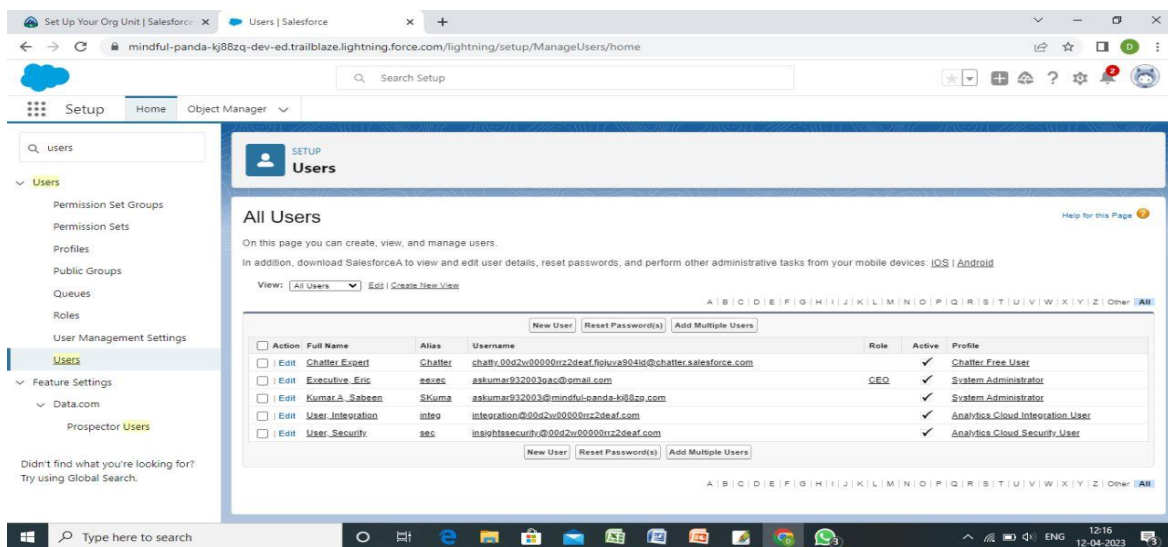 Set Up Your Org Unit | Salesforce
Users | Salesforce
mindful-panda-kj88zq-dev-ed.trailblaze.lightning.force.com/lightning/setup/ManageUsers/home
D
Search Setup
2
Setup Home Object Manager
users
Users
Permission Set Groups
Permission Sets
Profiles
Public Groups
Queues
Roles
User Management Settings
Users
Feature Settings
Data.com
Prospector Users
Didn't find what you're looking for?
Try using Global Search.
SETUP
Users
All Users
Help for this Page ?
On this page you can create, view, and manage users.
In addition, download SalesforceA to view and edit user details, reset passwords, and perform other administrative tasks from your mobile devices: iOS | Android
View: All Users Edit | Create New View
A | B | C | D | E | F | G | H | I | J | K | L | M | N | O | P | Q | R | S | T | U | V | W | X | Y | Z | Other All
New User Reset Password(s) Add Multiple Users
Action Full Name Alias Username Role Active Profile
Edit Chatter Expert Chatter Chatter Free User
Edit Executive, Eric eexec askumar932003gac@gmail.com CEO System Administrator
Edit Kumar.A, Sabeen SKuma askumar932003@mindful-panda-kj88zq.com System Administrator
Edit User, Integration integ integration@00d2w00000rrz2deaf.com Analytics Cloud Integration User
Edit User, Security sec insightssecurity@00d2w00000rrz2deaf.com Analytics Cloud Security User
New User Reset Password(s) Add Multiple Users
A | B | C | D | E | F | G | H | I | J | K | L | M | N | O | P | Q | R | S | T | U | V | W | X | Y | Z | Other All
Type here to search
ENG
12:16
12-04-2023